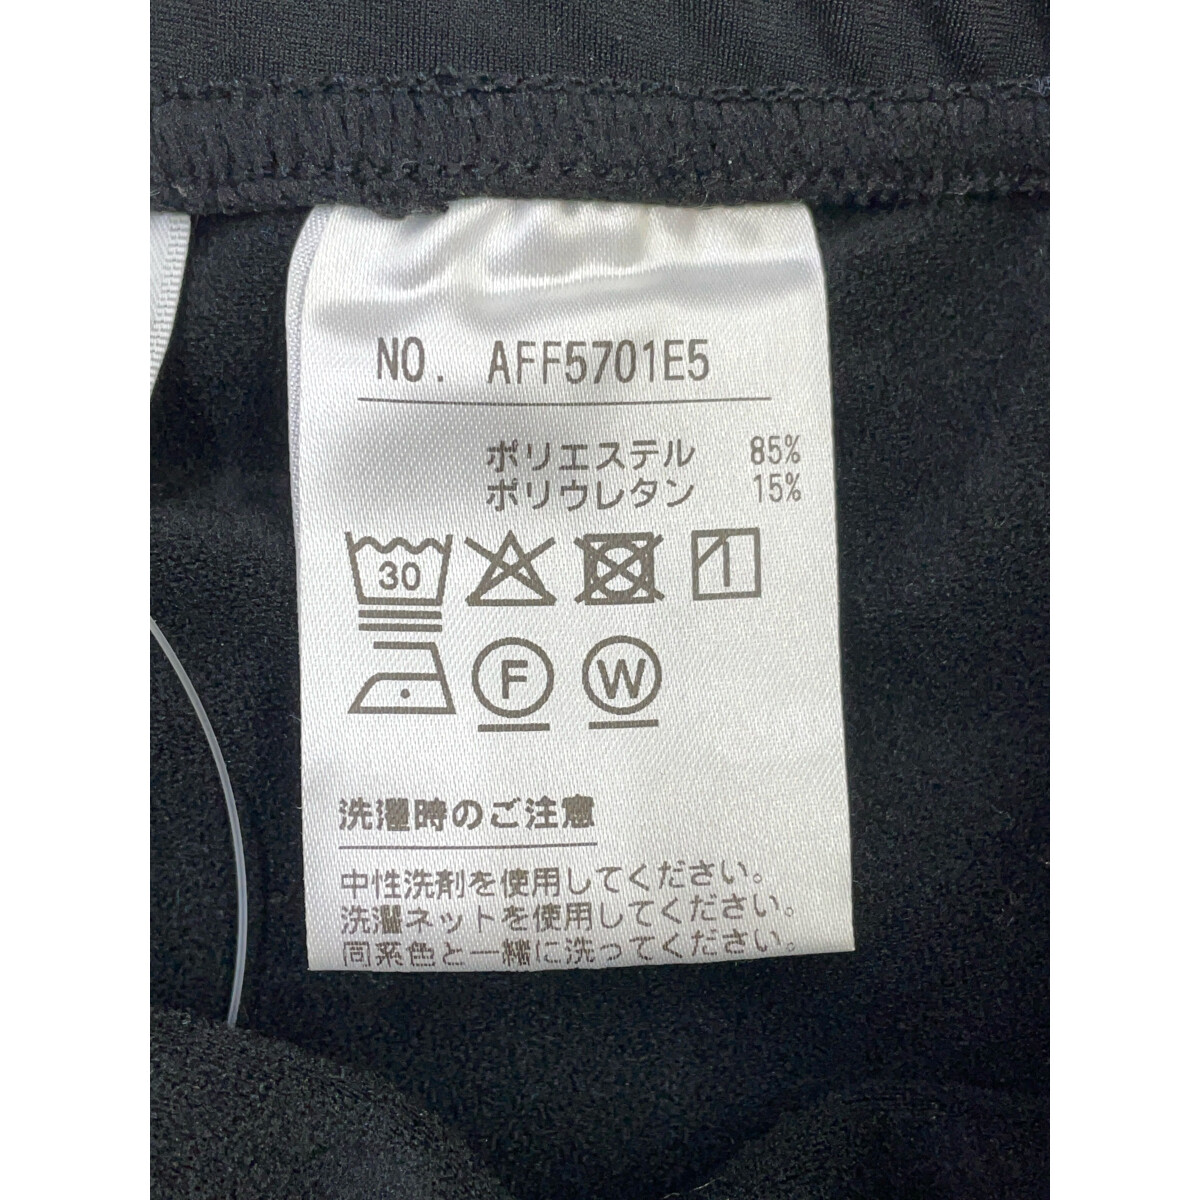 NO. AFF5701E5
ポリエステル 85%
ポリウレタン 15%
30
F W
洗濯時のご注意
中性洗剤を使用してください。
洗濯ネットを使用してください。
同系色と一緒に洗ってください。